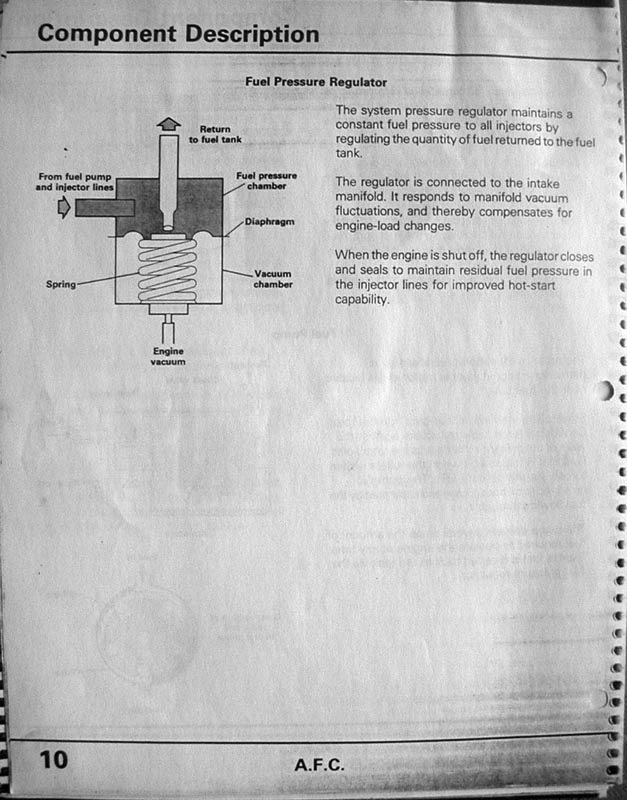 Component Description
Fuel Pressure Regulator
Return
to fuel tank
From fuel pump
and injector lines
Fuel pressure
chamber
Diaphragm
Spring
Vacuum
chamber
Engine
vacuum
The system pressure regulator maintains a
constant fuel pressure to all injectors by
regulating the quantity of fuel returned to the fuel
tank.
The regulator is connected to the intake
manifold. It responds to manifold vacuum
fluctuations, and thereby compensates for
engine-load changes.
When the engine is shut off, the regulator closes
and seals to maintain residual fuel pressure in
the injector lines for improved hot-start
capability.
10
A.F.C.